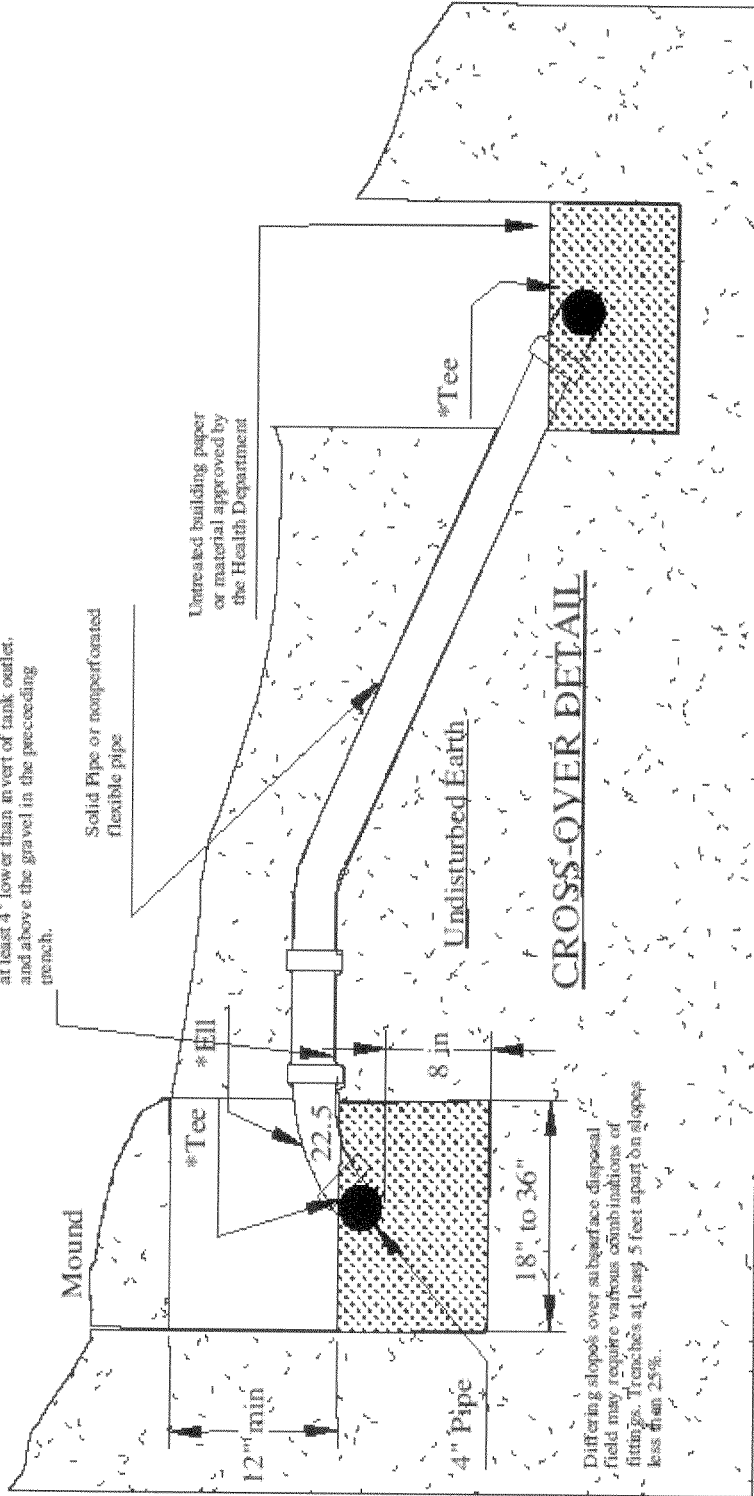 at least 4" lower than invert of tank outlet,
and above the gravel in the preceeding
trench.
Solid Pipe or nonperforated
flexible pipe
Untreated building paper
or material approved by
the Health Department
Mound
*Tee
*Ell
22.5
*Tee
12" min
8 in
18" to 36"
4" Pipe
Undisturbed Earth
CROSS-OVER DETAIL
Differing slopes over subsurface disposal
field may require various combinations of
fittings. Trenches at least 5 feet apart on slopes
less than 25%.